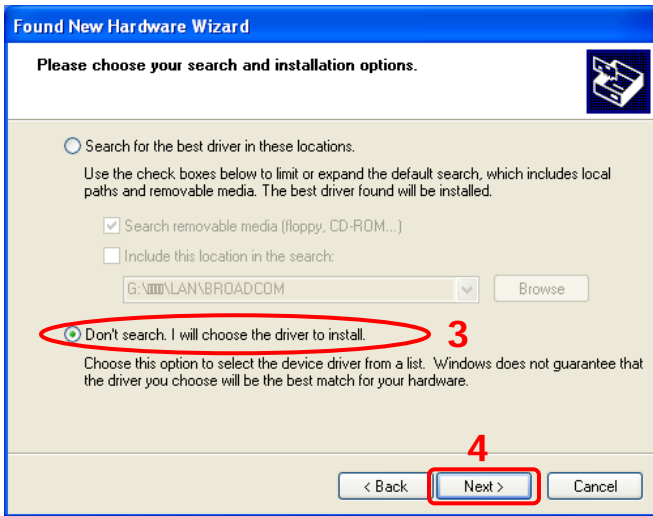 Found New Hardware Wizard
Please choose your search and installation options.
Search for the best driver in these locations.
Use the check boxes below to limit or expand the default search, which includes local
paths and removable media. The best driver found will be installed.
Search removable media (floppy, CD-ROM...)
Include this location in the search:
G:\\LAN\BROADCOM
Browse
Don't search. I will choose the driver to install.
3
Choose this option to select the device driver from a list. Windows does not guarantee that
the driver you choose will be the best match for your hardware.
4
< Back
Next >
Cancel